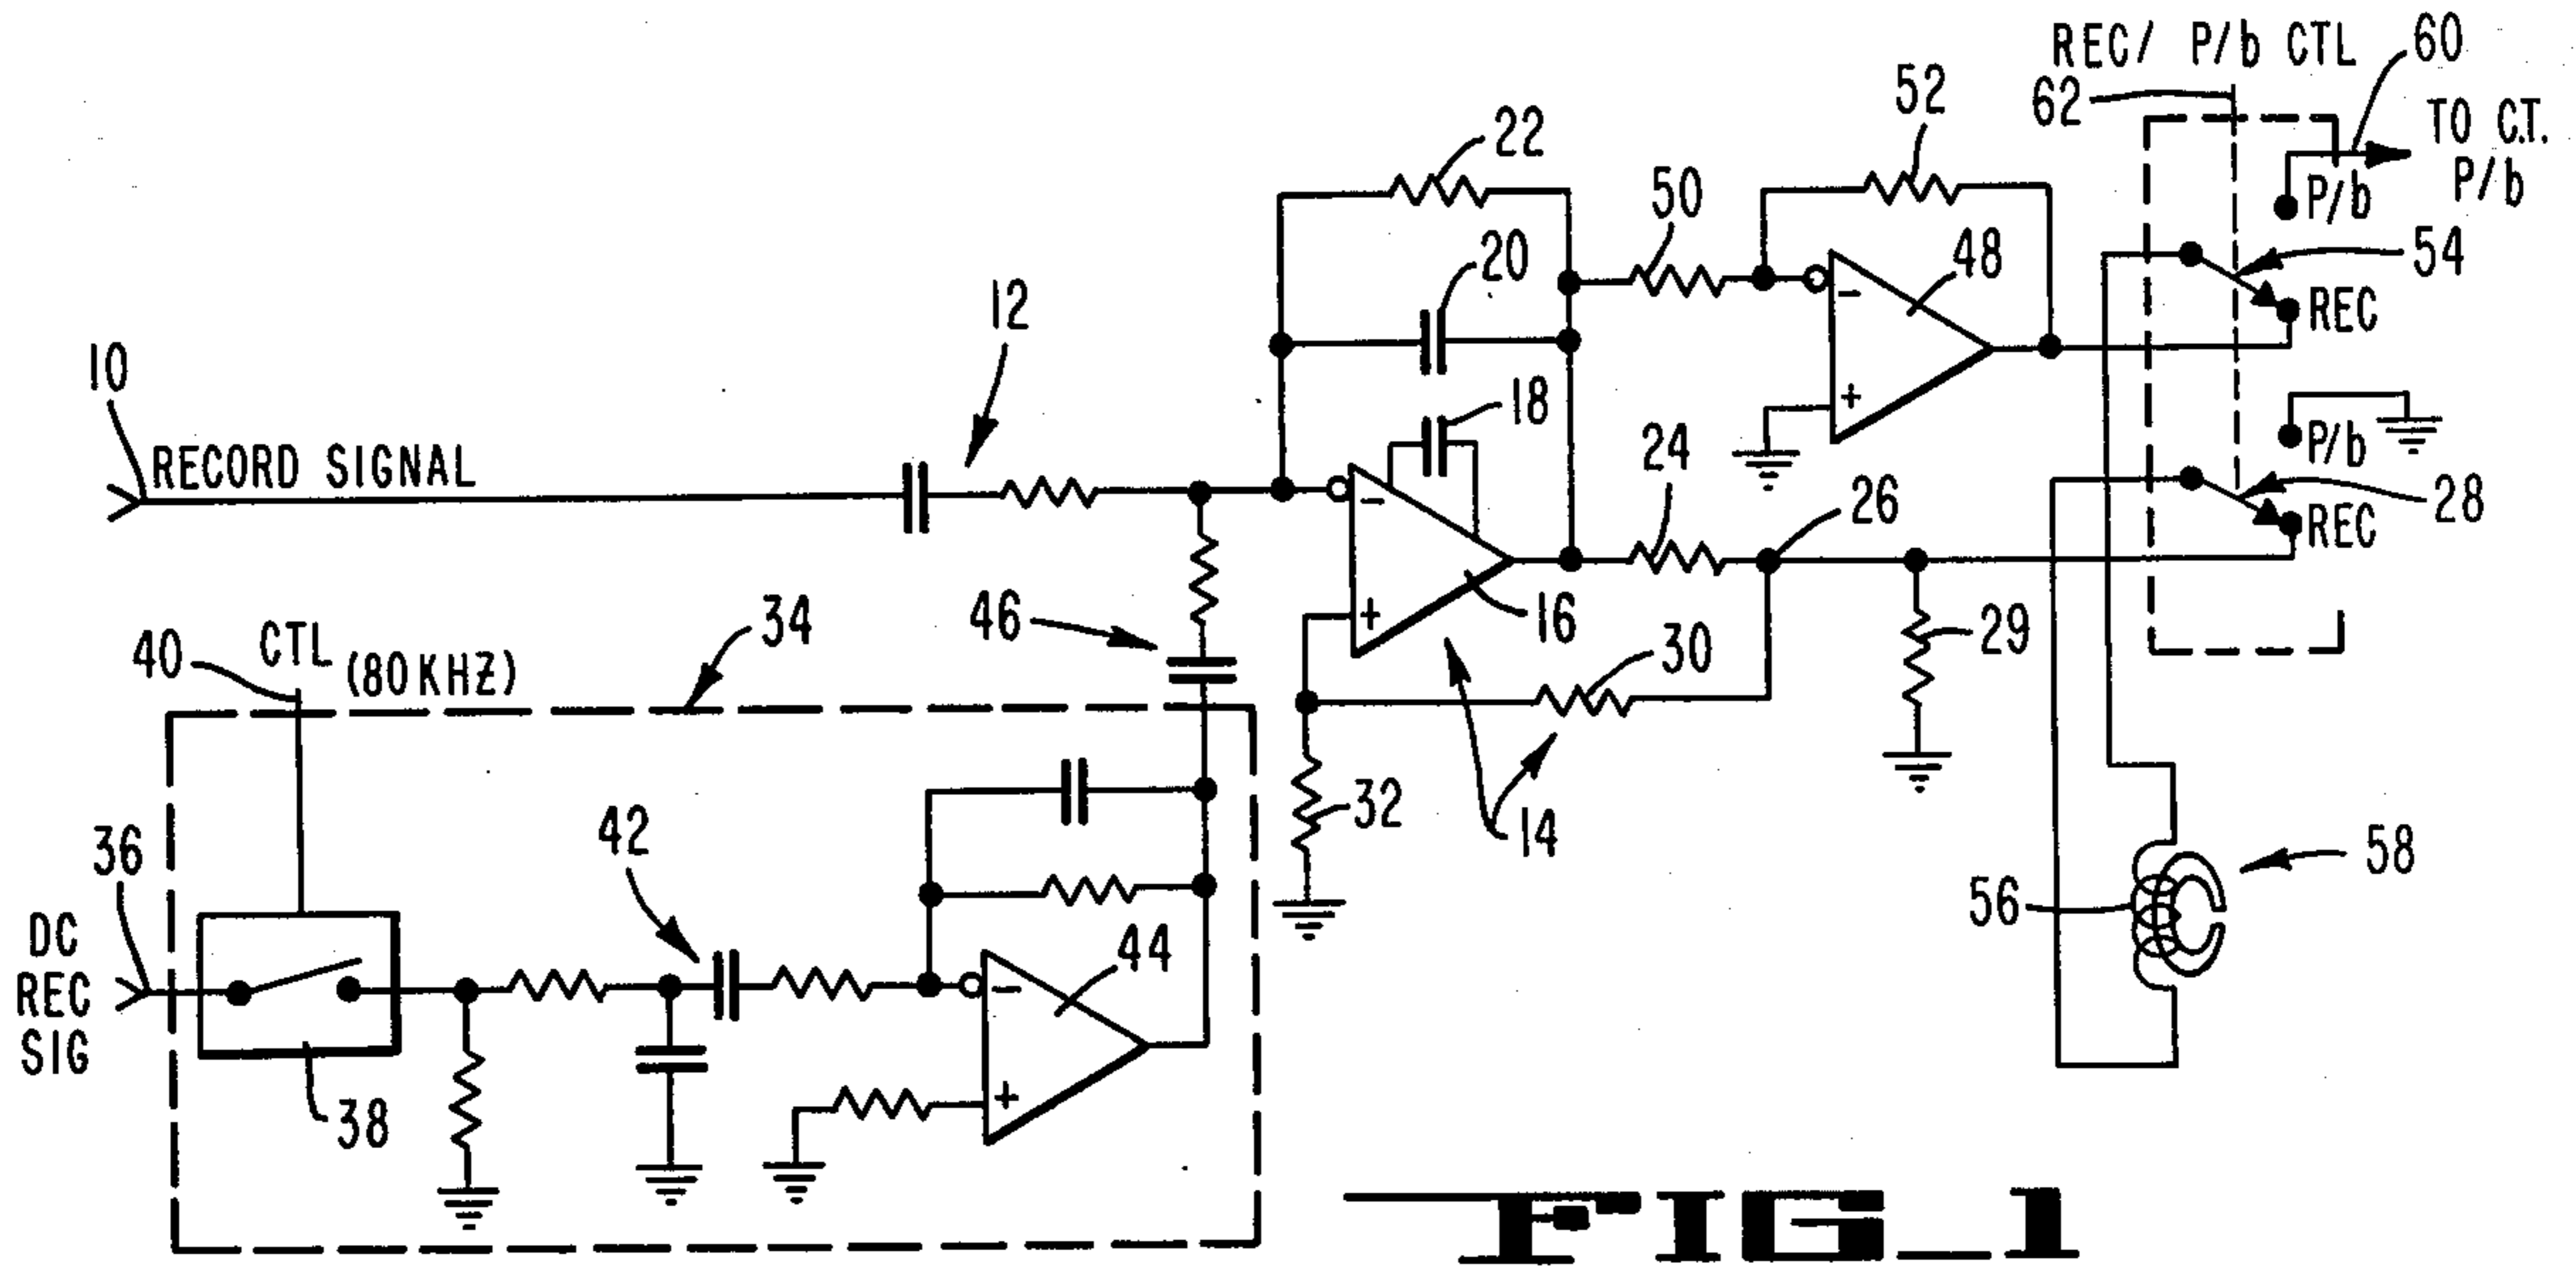 REC/ P/b CTL
60
62
TO C.T.
P/b
52
22
50
P/b
20
48
54
12
REC
10
18
RECORD SIGNAL
24
P/b
26
28
REC
-
-
+
+
16
46
34
40
CTL (80KHZ)
30
29
32
14
42
36
58
56
DC
REC
SIG
44
-
+
38
FIG_1